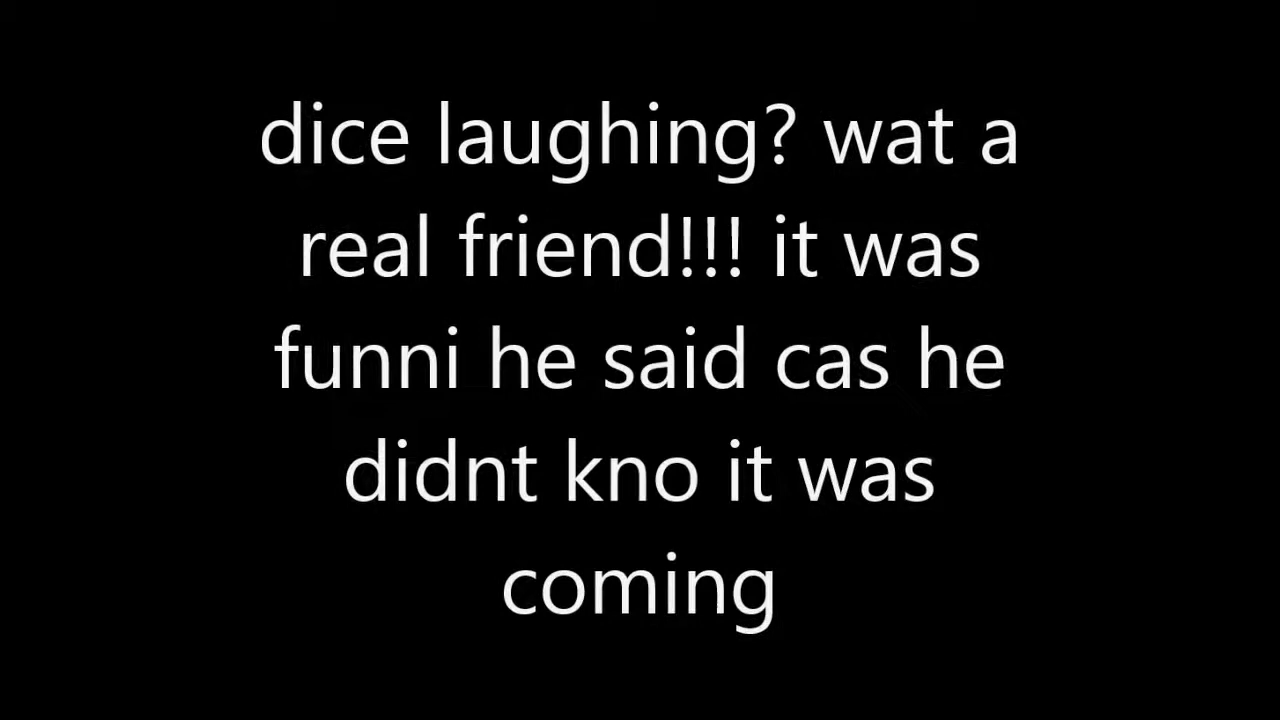 dice laughing? wat a
real friend!!! it was
funni he said cas he
didnt kno it was
coming